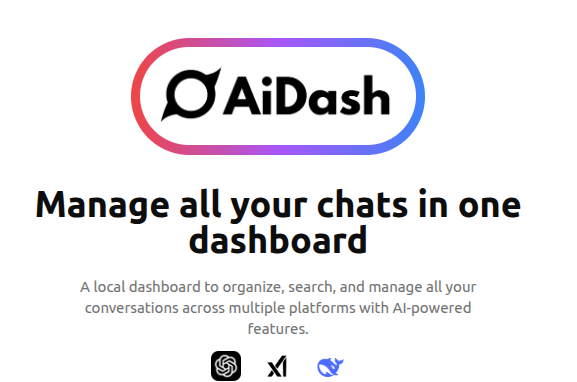 AiDash
Manage all your chats in one
dashboard
A local dashboard to organize, search, and manage all your
conversations across multiple platforms with AI-powered
features.